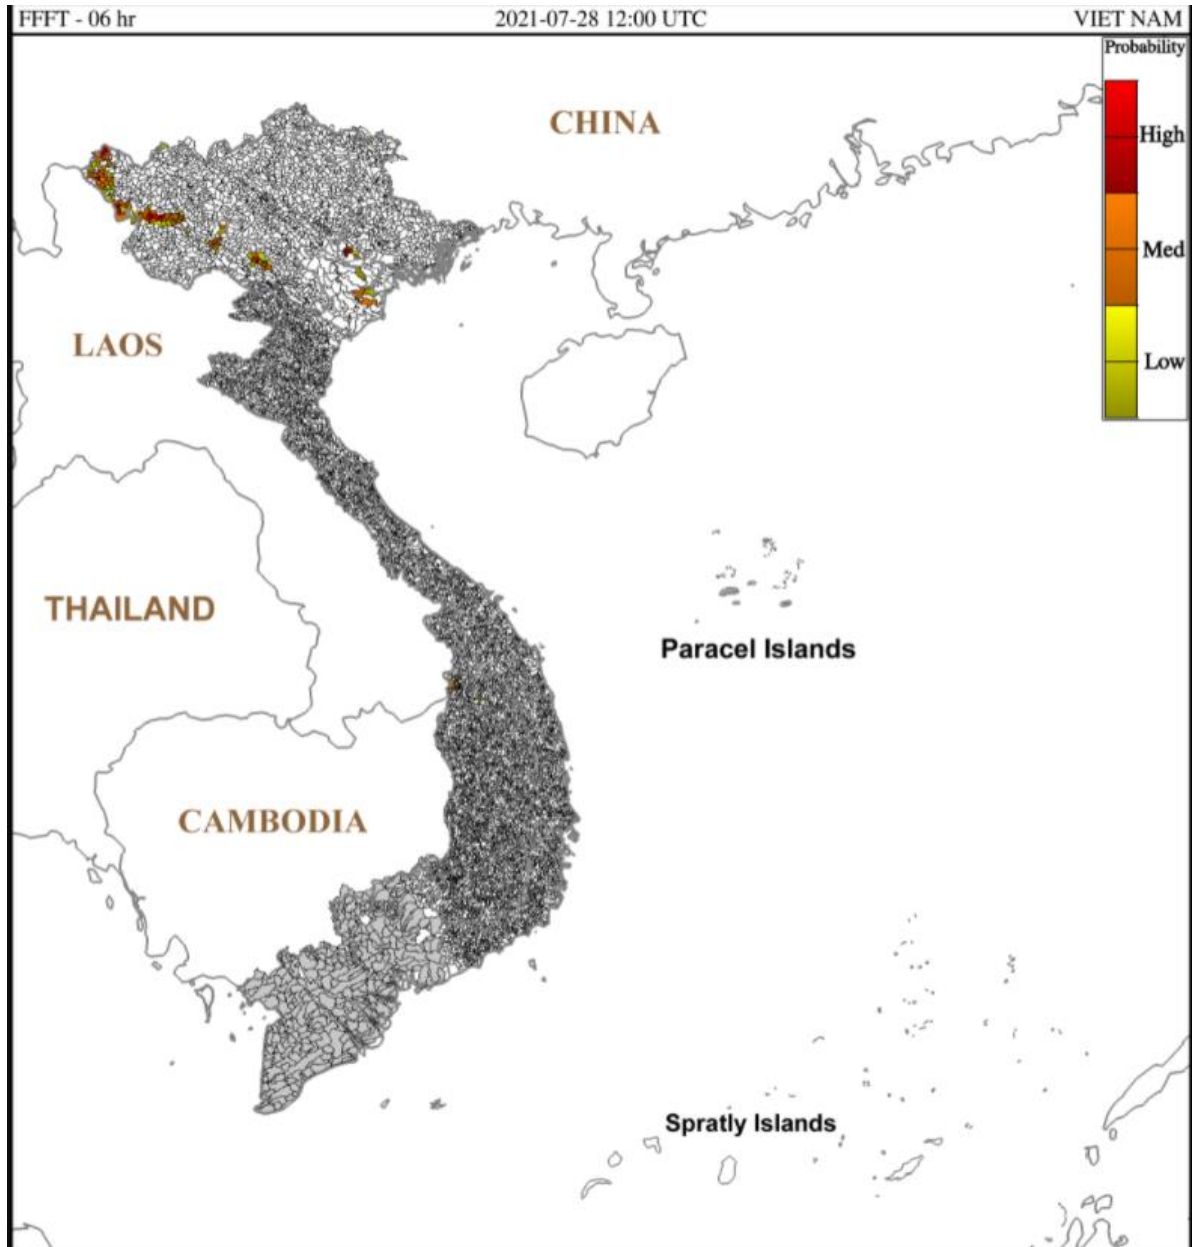 FFFT - 06 hr
2021-07-28 12:00 UTC
VIET NAM
Probability
CHINA
High
Med
LAOS
Low
THAILAND
Paracel Islands
CAMBODIA
Spratly Islands